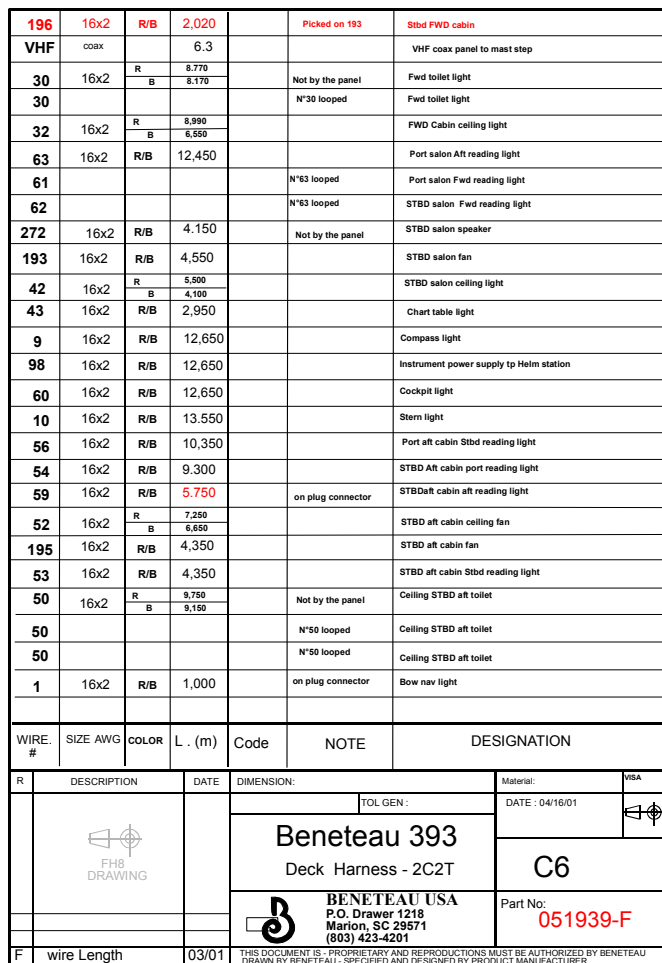 196 16x2 R/B 2,020 Picked on 193 Stbd FWD cabin
VHF coax 6.3 VHF coax panel to mast step
30 16x2 R 8.770 B 8.170 Not by the panel Fwd toilet light
30 N°30 looped Fwd toilet light
32 16x2 R 8,990 B 6,550 FWD Cabin ceiling light
63 16x2 R/B 12,450 Port salon Aft reading light
61 N°63 looped Port salon Fwd reading light
62 N°63 looped STBD salon Fwd reading light
272 16x2 R/B 4.150 Not by the panel STBD salon speaker
193 16x2 R/B 4,550 STBD salon fan
42 16x2 R 5,500 B 4,100 STBD salon ceiling light
43 16x2 R/B 2,950 Chart table light
9 16x2 R/B 12,650 Compass light
98 16x2 R/B 12,650 Instrument power supply tp Helm station
60 16x2 R/B 12,650 Cockpit light
10 16x2 R/B 13.550 Stern light
56 16x2 R/B 10,350 Port aft cabin Stbd reading light
54 16x2 R/B 9.300 STBD Aft cabin port reading light
59 16x2 R/B 5.750 on plug connector STBDaft cabin aft reading light
52 16x2 R 7,250 B 6,650 STBD aft cabin ceiling fan
195 16x2 R/B 4,350 STBD aft cabin fan
53 16x2 R/B 4,350 STBD aft cabin Stbd reading light
50 16x2 R 9,750 B 9,150 Not by the panel Ceiling STBD aft toilet
50 N°50 looped Ceiling STBD aft toilet
50 N°50 looped Ceiling STBD aft toilet
1 16x2 R/B 1,000 on plug connector Bow nav light
WIRE. # SIZE AWG COLOR L . (m) Code NOTE DESIGNATION
R DESCRIPTION DATE DIMENSION: Material: VISA
TOL GEN : DATE : 04/16/01
Beneteau 393
Deck Harness - 2C2T
C6
FH8
DRAWING
BENETEAU USA
P.O. Drawer 1218
Marion, SC 29571
(803) 423-4201
Part No:
051939-F
F wire Length 03/01
THIS DOCUMENT IS - PROPRIETARY AND REPRODUCTIONS MUST BE AUTHORIZED BY BENETEAU
DRAWN BY BENETEAU - SPECIFIED AND DESIGNED BY PRODUCT MANUFACTURER